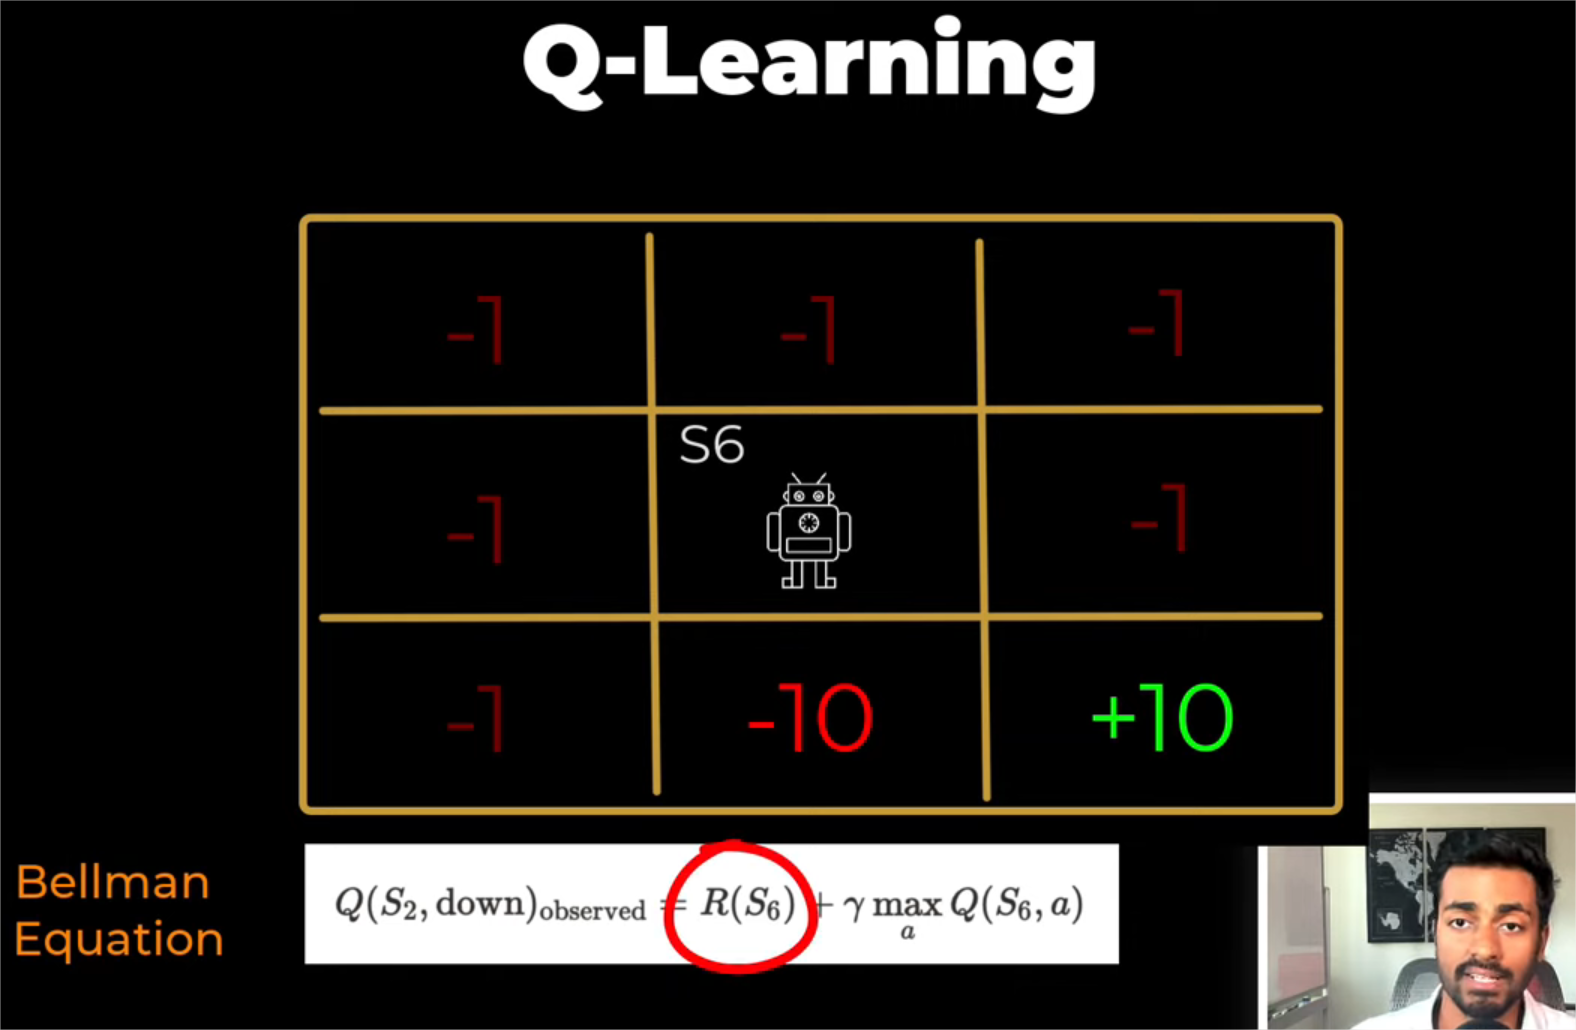 Q-Learning
-1 -1 -1
S6
-1 -1
-1 -10 +10
Bellman
Equation
Q(S₂, down)observed = R(S₆) + γ max Q(S₆, a)
a